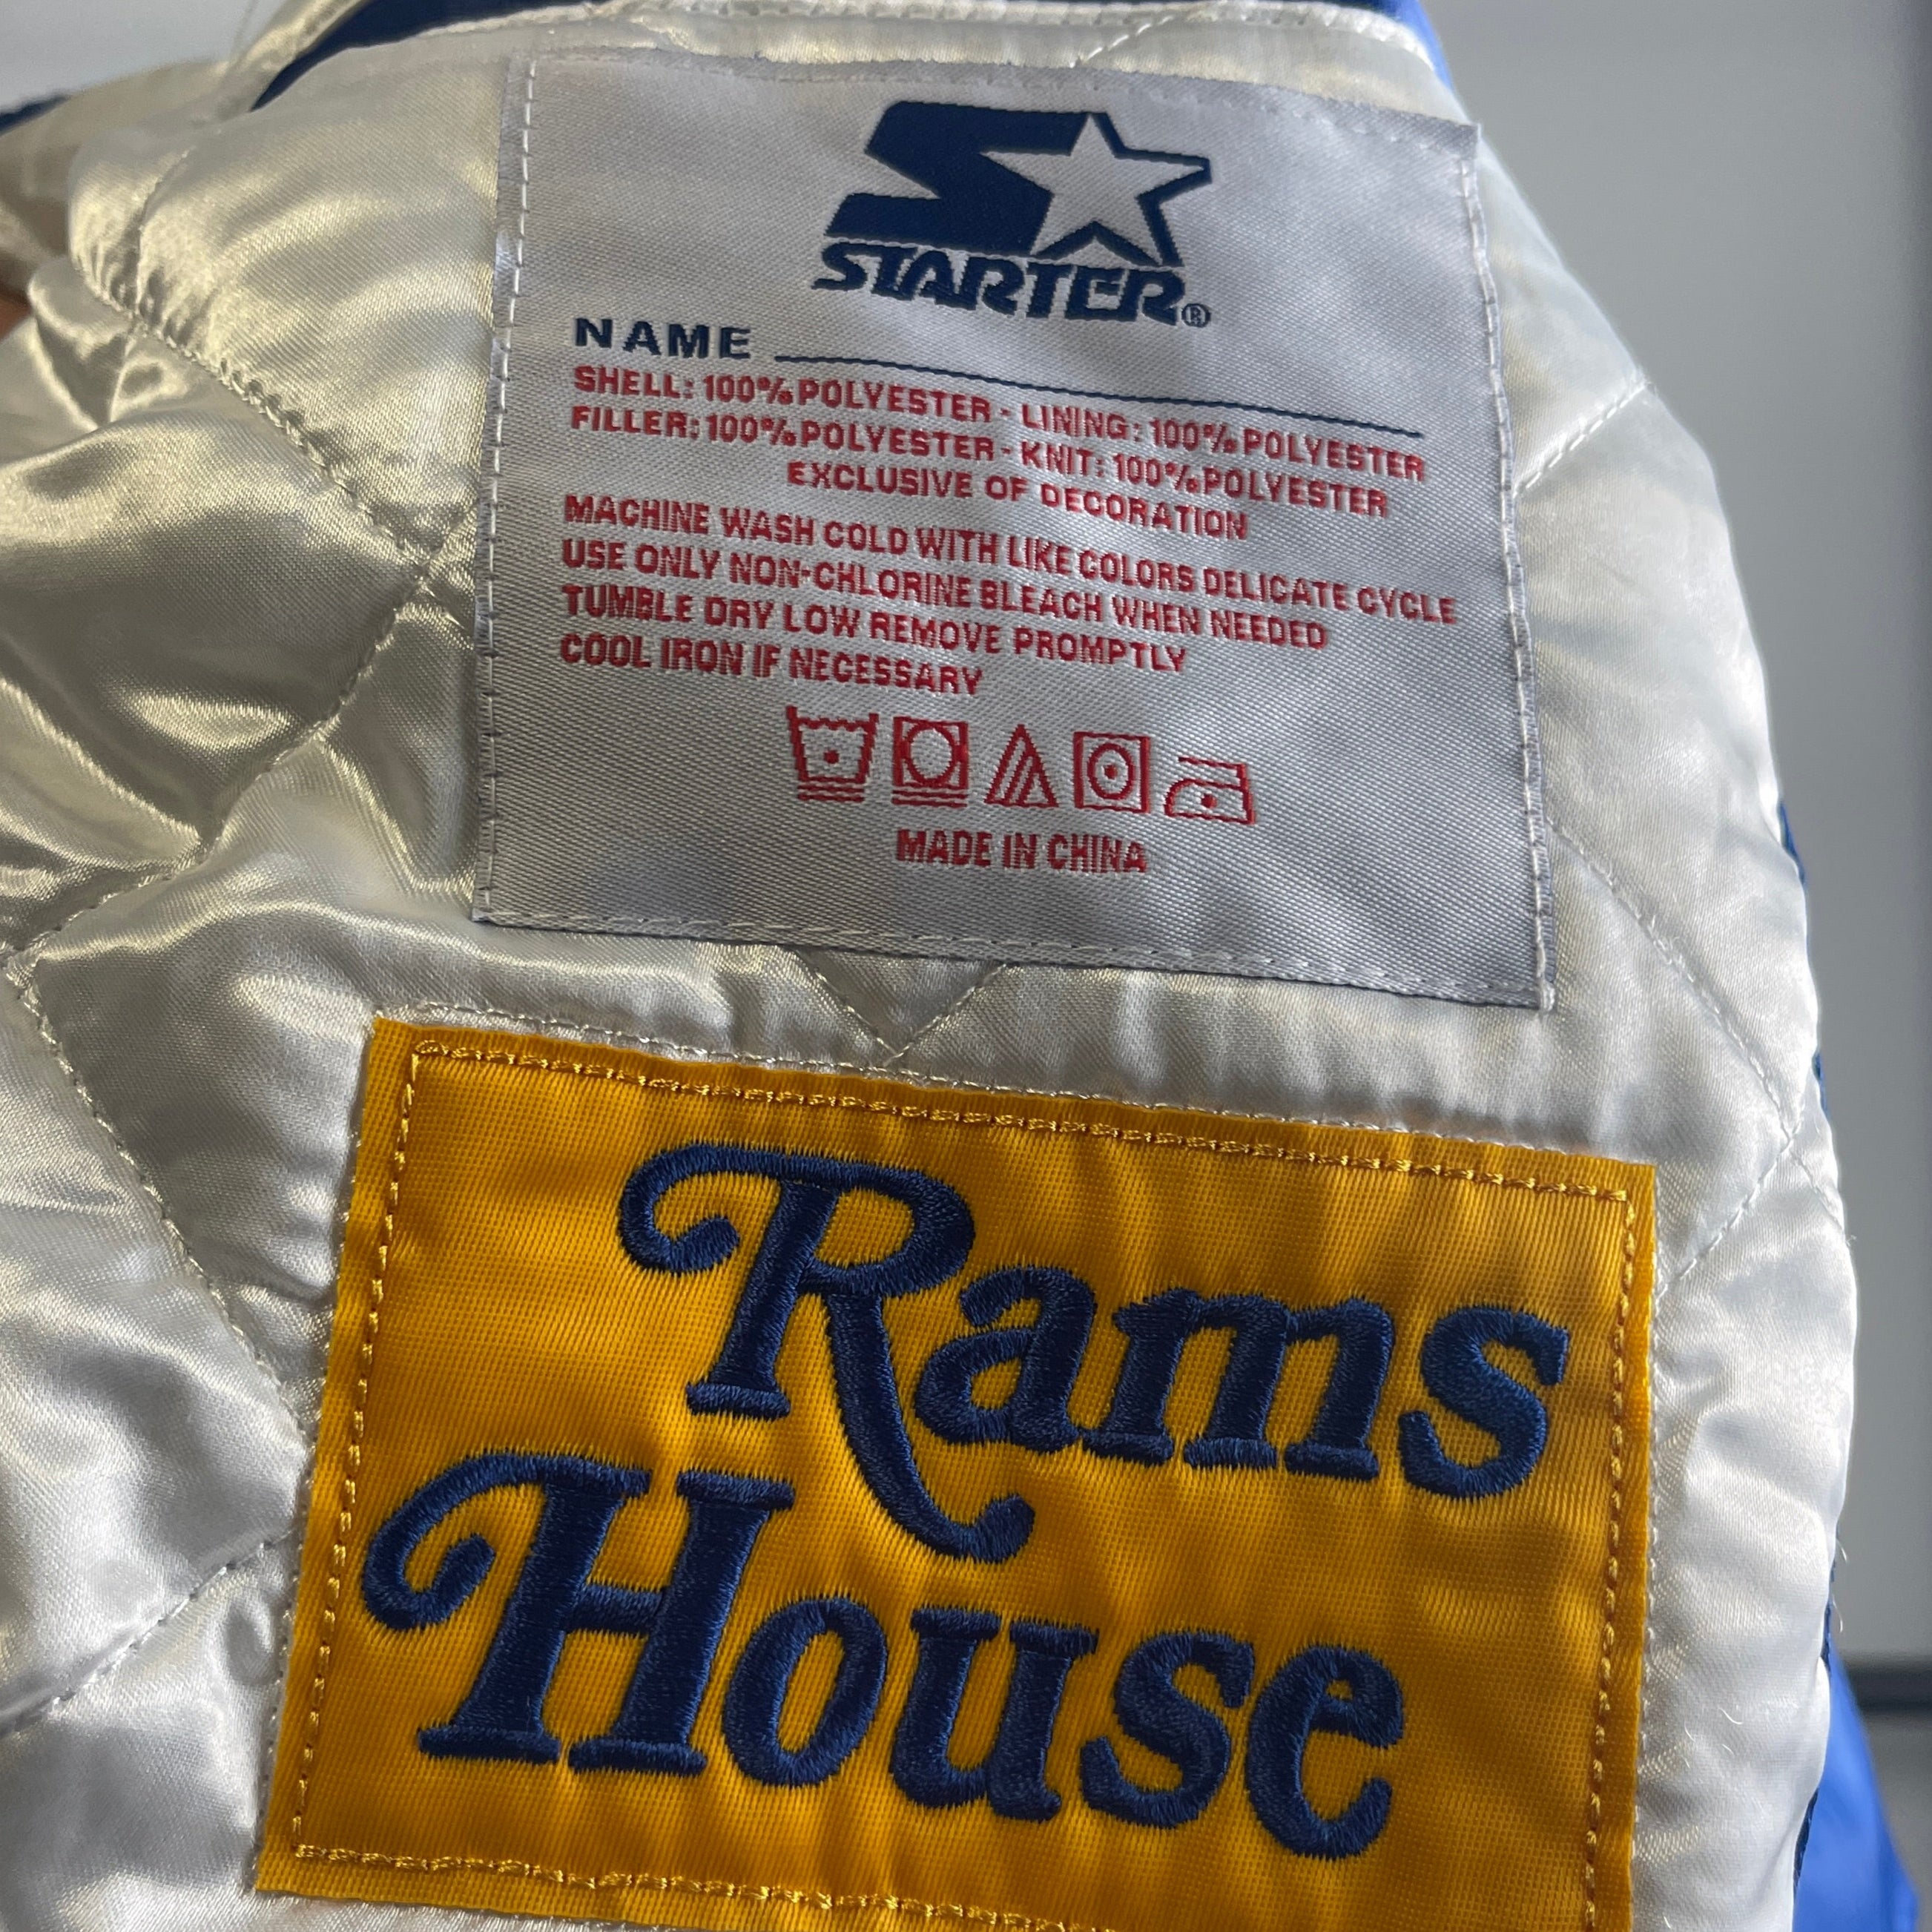 STARTER®
NAME
SHELL: 100% POLYESTER - LINING: 100% POLYESTER
FILLER: 100% POLYESTER - KNIT: 100% POLYESTER
EXCLUSIVE OF DECORATION
MACHINE WASH COLD WITH LIKE COLORS DELICATE CYCLE
USE ONLY NON-CHLORINE BLEACH WHEN NEEDED
TUMBLE DRY LOW REMOVE PROMPTLY
COOL IRON IF NECESSARY
MADE IN CHINA
Rams
House